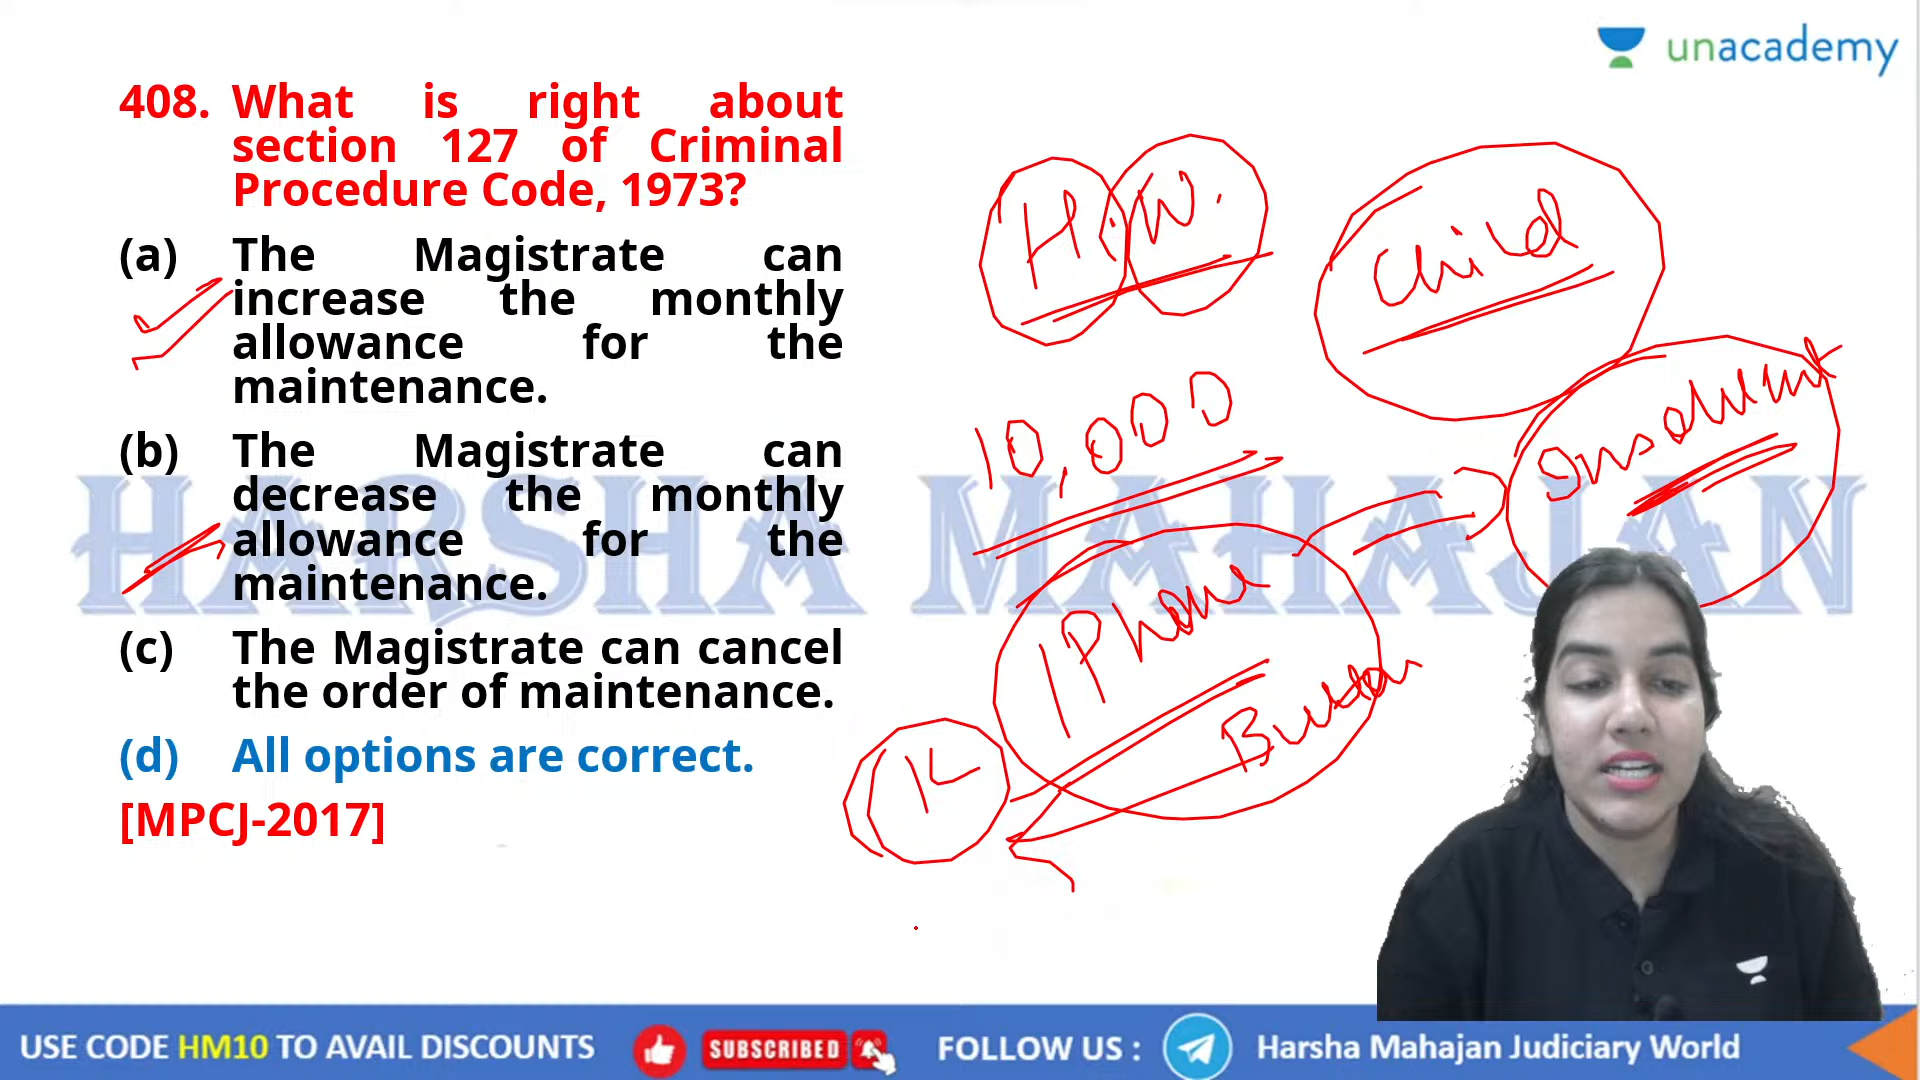 unacademy
408. What is right about
section 127 of Criminal
Procedure Code, 1973?
(a) The Magistrate can
increase the monthly
allowance for the
maintenance.
(b) The Magistrate can
decrease the monthly
allowance for the
maintenance.
(c) The Magistrate can cancel
the order of maintenance.
(d) All options are correct.
[MPCJ-2017]
H. W.
Child
10,000
Insolvent
1Phone
Button
HARSHA MAHAJAN
USE CODE HM10 TO AVAIL DISCOUNTS
SUBSCRIBED
FOLLOW US :
Harsha Mahajan Judiciary World